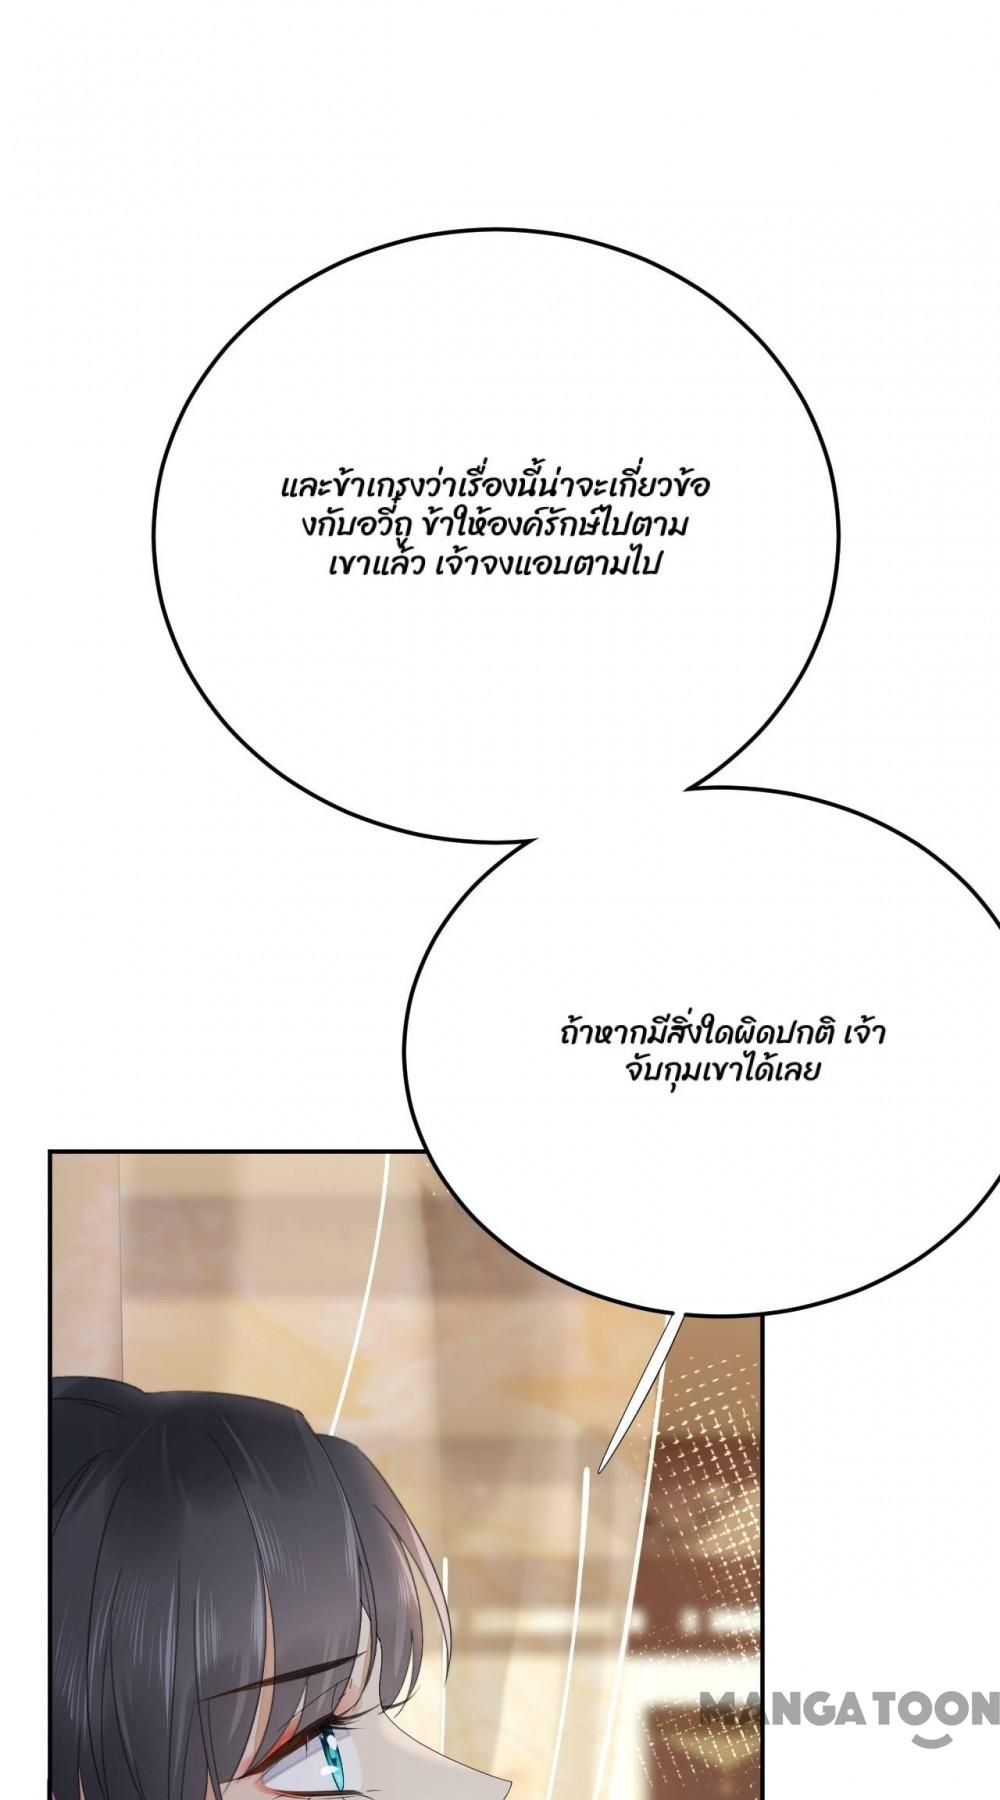 และข้าเกรงว่าเรื่องนี้น่าจะเกี่ยวข้อ
งกับอวี๋ถู ข้าให้องค์รักษ์ไปตาม
เขาแล้ว เจ้าจงแอบตามไป
ถ้าหากมีสิ่งใดผิดปกติ เจ้า
จับกุมเขาได้เลย
MANGATOON